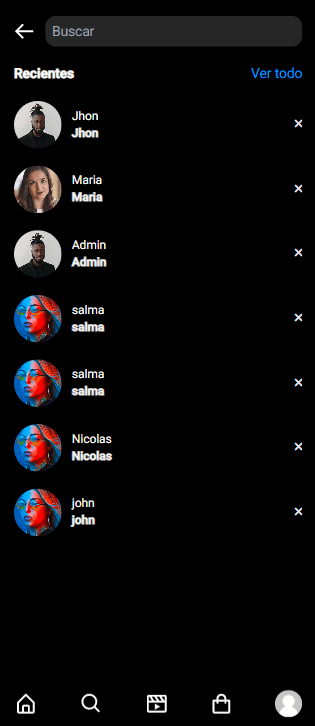 Buscar
Recientes Ver todo
Jhon
Jhon
Maria
Maria
Admin
Admin
salma
salma
salma
salma
Nicolas
Nicolas
john
john